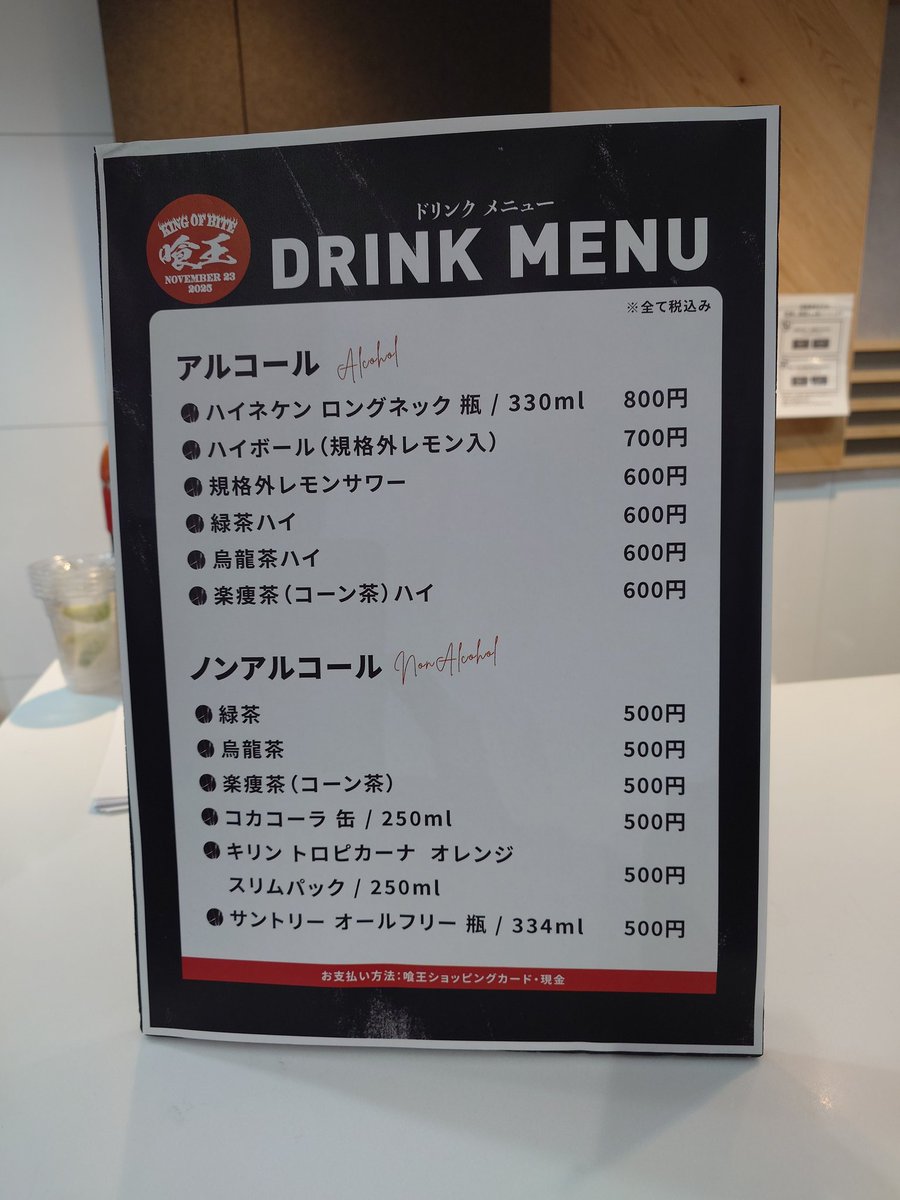 KING OF BITE
喰王
NOVEMBER 23
2025
ドリンク メニュー
DRINK MENU
※全て税込み
アルコール Alcohol
ハイネケン ロングネック 瓶 / 330ml 800円
ハイボール(規格外レモン入) 700円
規格外レモンサワー 600円
緑茶ハイ 600円
烏龍茶ハイ 600円
楽痩茶(コーン茶)ハイ 600円
ノンアルコール NonAlcohol
緑茶 500円
烏龍茶 500円
楽痩茶(コーン茶) 500円
コカコーラ 缶 / 250ml 500円
キリン トロピカーナ オレンジ
スリムパック / 250ml 500円
サントリー オールフリー 瓶 / 334ml 500円
お支払い方法:喰王ショッピングカード・現金